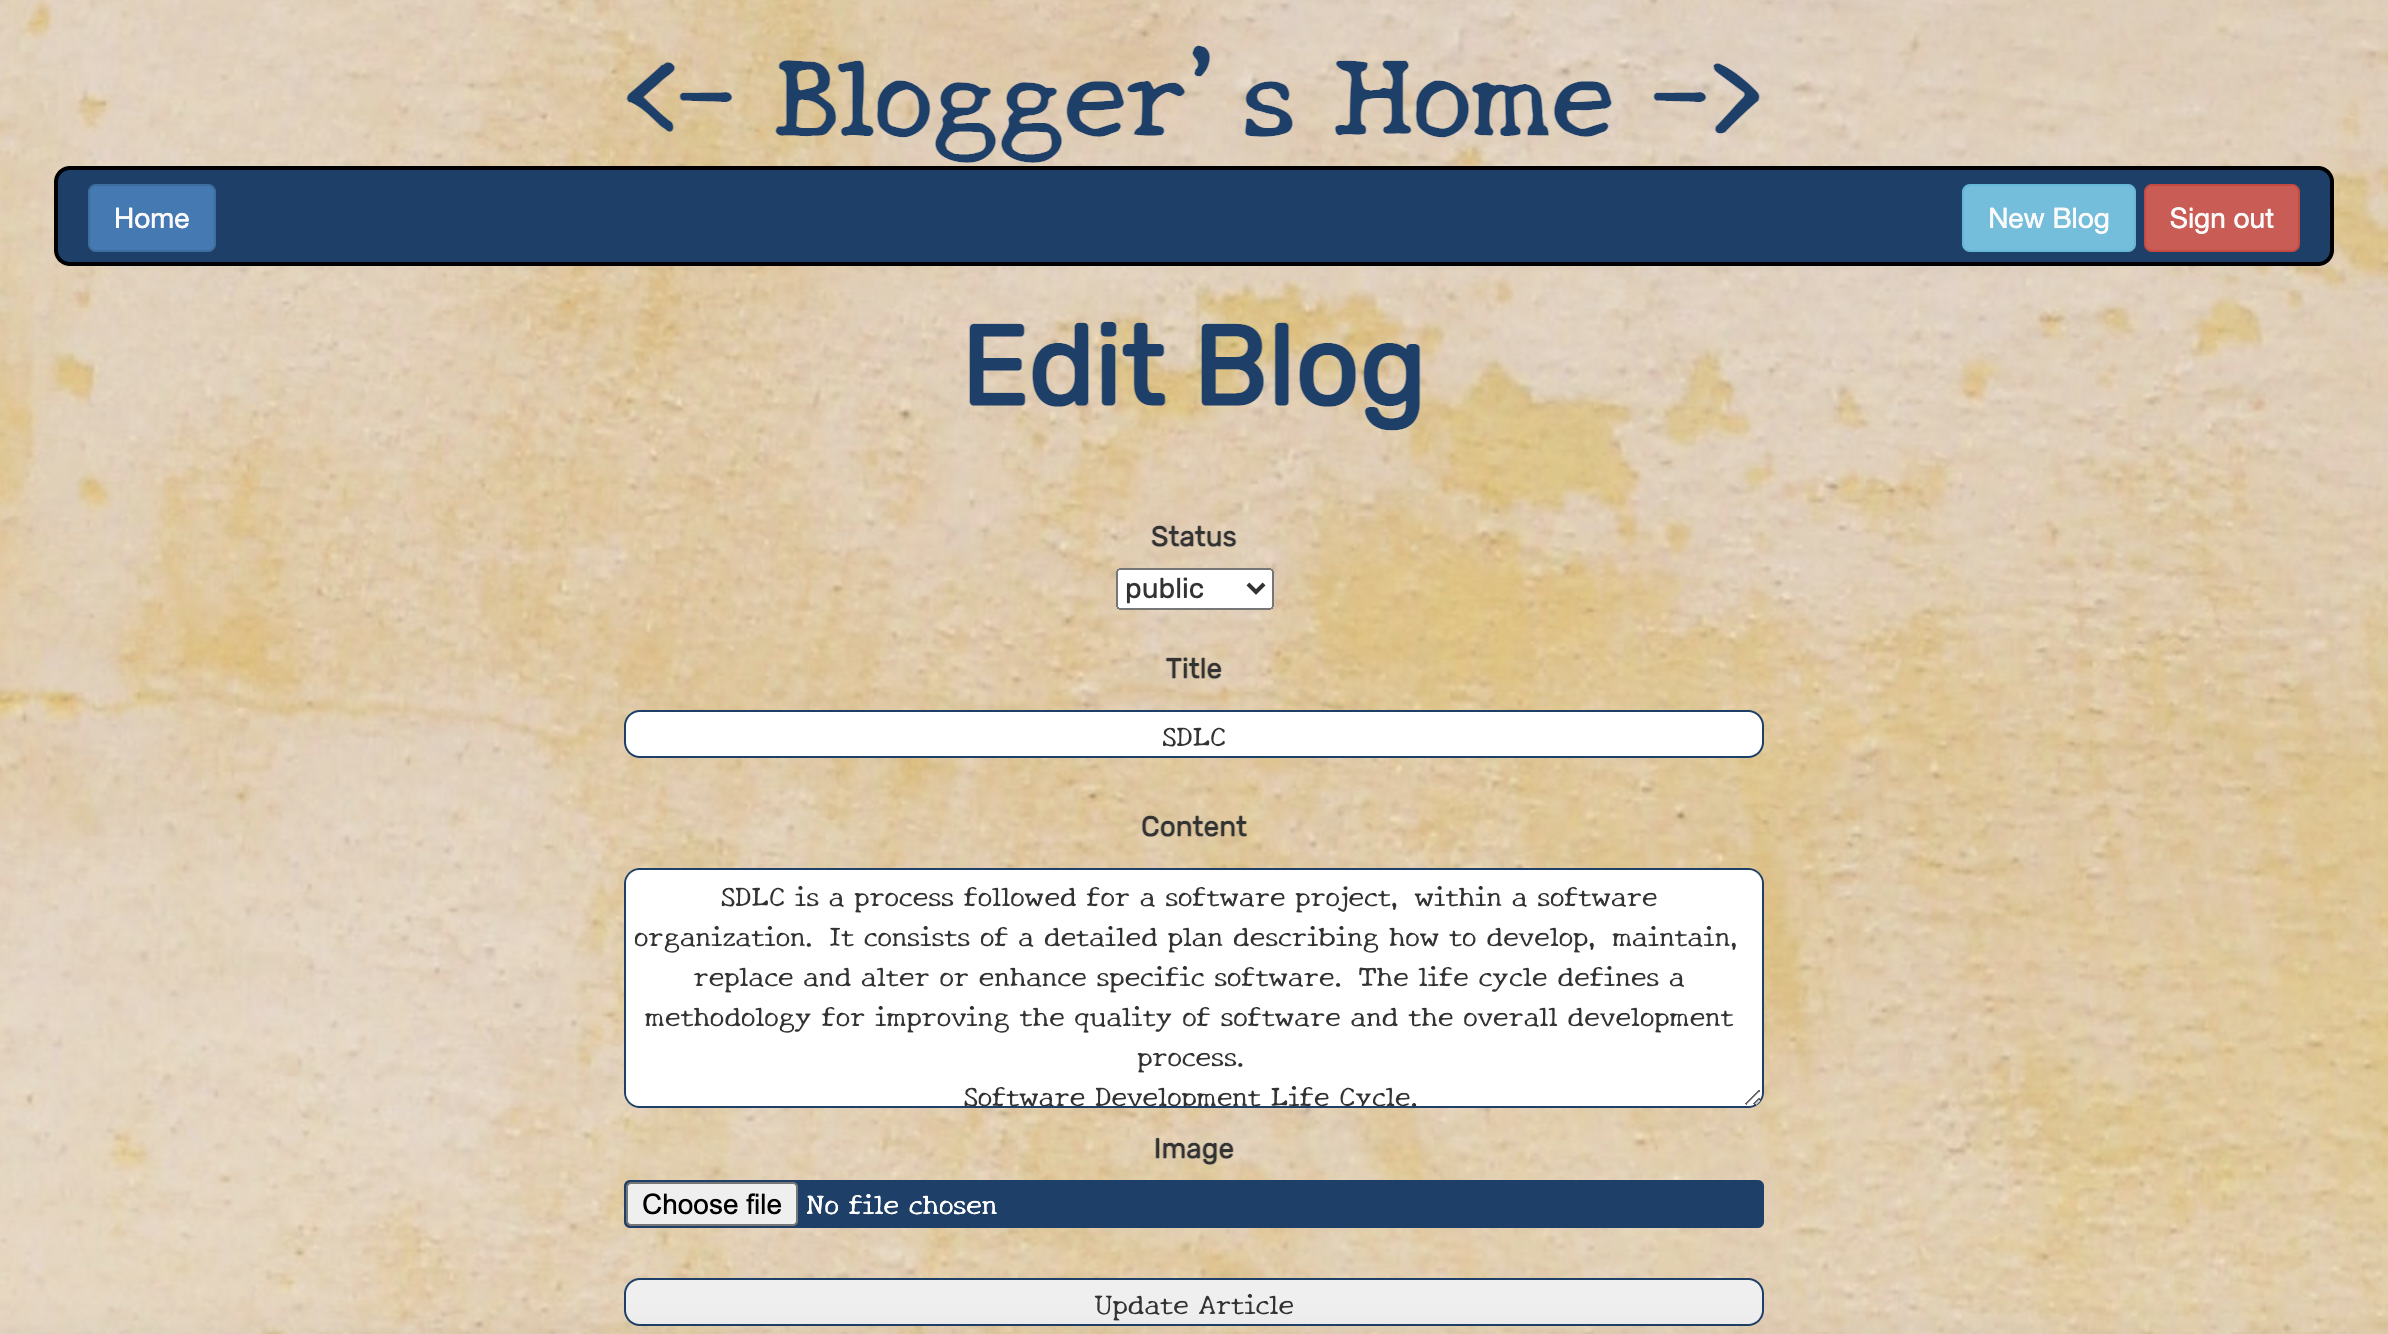 <- Blogger's Home ->
Home
New Blog
Sign out
Edit Blog
Status
public
Title
SDLC
Content
SDLC is a process followed for a software project, within a software
organization. It consists of a detailed plan describing how to develop, maintain,
replace and alter or enhance specific software. The life cycle defines a
methodology for improving the quality of software and the overall development
process.
Software Development Life Cycle.
Image
Choose file No file chosen
Update Article